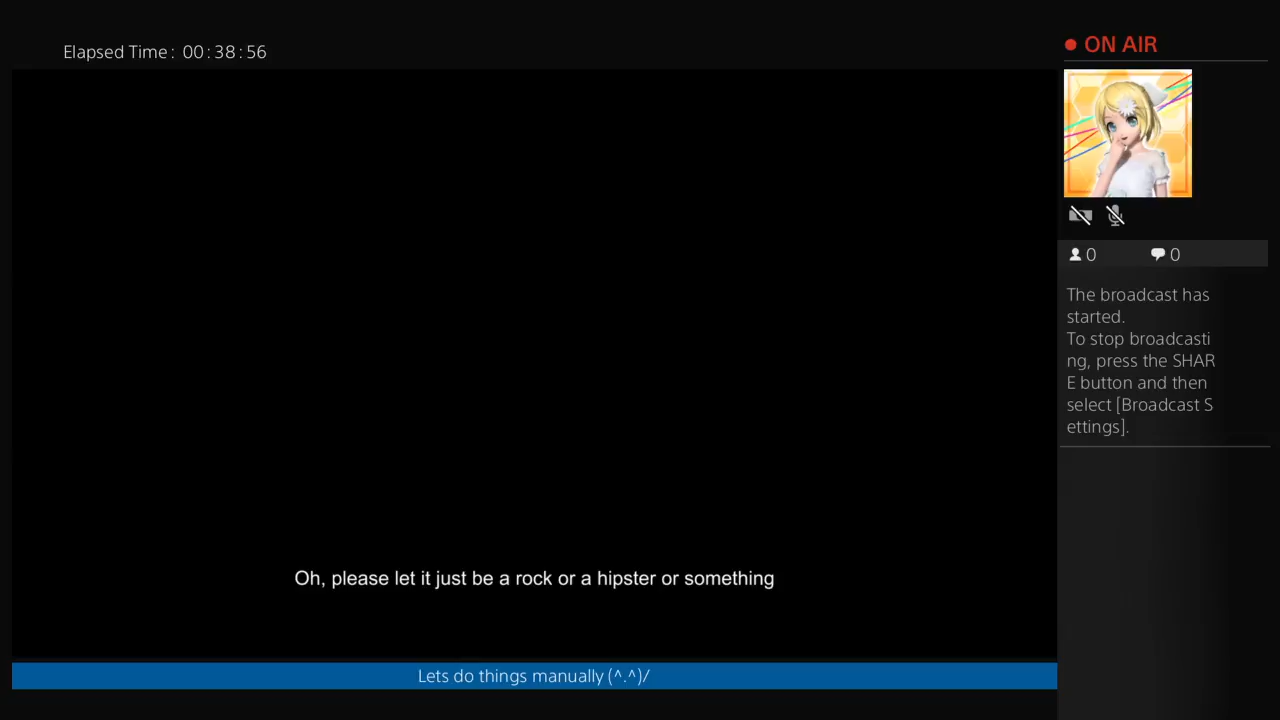 Elapsed Time: 00:38:56
ON AIR
0
0
The broadcast has
started.
To stop broadcasti
ng, press the SHAR
E button and then
select [Broadcast S
ettings].
Oh, please let it just be a rock or a hipster or something
Lets do things manually (^.^)/